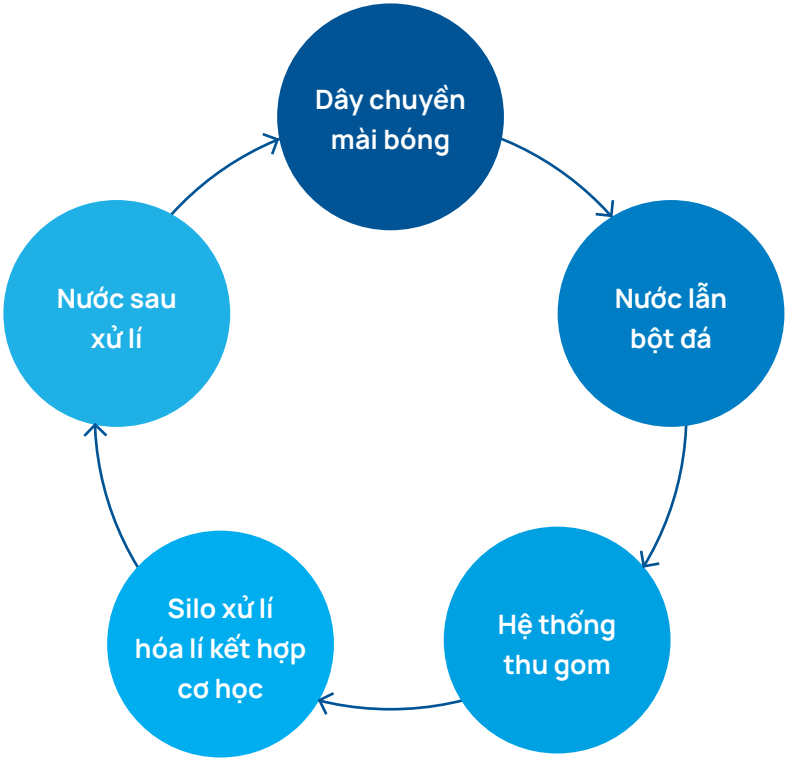 Dây chuyền
mài bóng
Nước lẫn
bột đá
Hệ thống
thu gom
Silo xử lí
hóa lí kết hợp
cơ học
Nước sau
xử lí